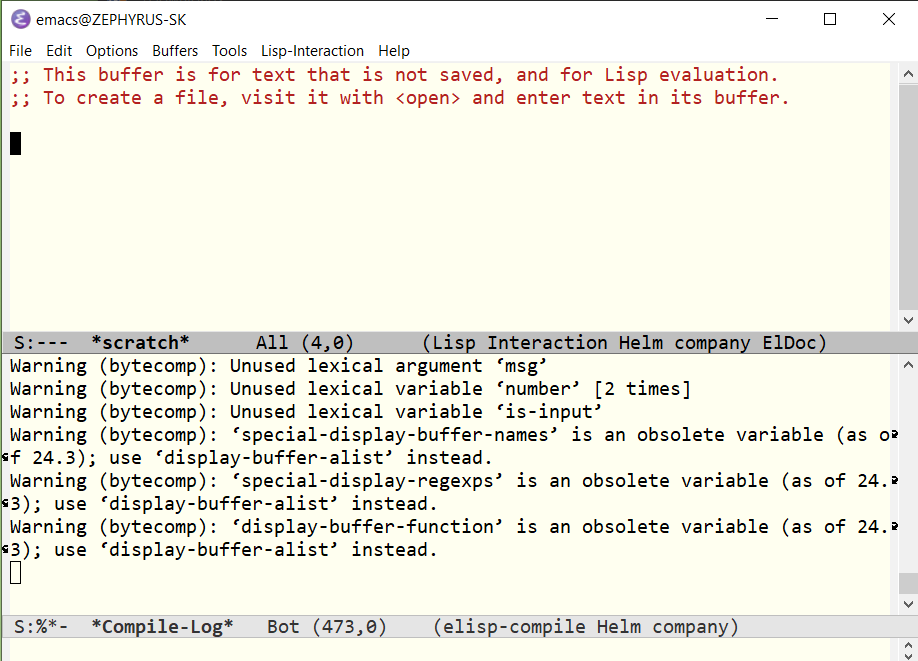 emacs@ZEPHYRUS-SK
File Edit Options Buffers Tools Lisp-Interaction Help
;; This buffer is for text that is not saved, and for Lisp evaluation.
;; To create a file, visit it with <open> and enter text in its buffer.
S:--- *scratch* All (4,0) (Lisp Interaction Helm company ElDoc)
Warning (bytecomp): Unused lexical argument ‘msg’
Warning (bytecomp): Unused lexical variable ‘number’ [2 times]
Warning (bytecomp): Unused lexical variable ‘is-input’
Warning (bytecomp): ‘special-display-buffer-names’ is an obsolete variable (as o
f 24.3); use ‘display-buffer-alist’ instead.
Warning (bytecomp): ‘special-display-regexps’ is an obsolete variable (as of 24.
3); use ‘display-buffer-alist’ instead.
Warning (bytecomp): ‘display-buffer-function’ is an obsolete variable (as of 24.
3); use ‘display-buffer-alist’ instead.
S:%*- *Compile-Log* Bot (473,0) (elisp-compile Helm company)